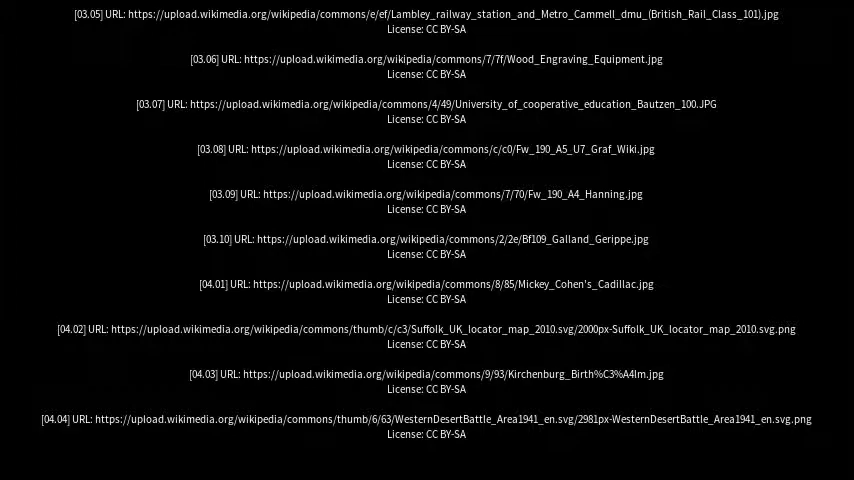 [03.05] URL: https://upload.wikimedia.org/wikipedia/commons/e/ef/Lambley_railway_station_and_Metro_Cammell_dmu_(British_Rail_Class_101).jpg
License: CC BY-SA
[03.06] URL: https://upload.wikimedia.org/wikipedia/commons/7/7f/Wood_Engraving_Equipment.jpg
License: CC BY-SA
[03.07] URL: https://upload.wikimedia.org/wikipedia/commons/4/49/University_of_cooperative_education_Bautzen_100.JPG
License: CC BY-SA
[03.08] URL: https://upload.wikimedia.org/wikipedia/commons/c/c0/Fw_190_A5_U7_Graf_Wiki.jpg
License: CC BY-SA
[03.09] URL: https://upload.wikimedia.org/wikipedia/commons/7/70/Fw_190_A4_Hanning.jpg
License: CC BY-SA
[03.10] URL: https://upload.wikimedia.org/wikipedia/commons/2/2e/Bf109_Galland_Gerippe.jpg
License: CC BY-SA
[04.01] URL: https://upload.wikimedia.org/wikipedia/commons/8/85/Mickey_Cohen's_Cadillac.jpg
License: CC BY-SA
[04.02] URL: https://upload.wikimedia.org/wikipedia/commons/thumb/c/c3/Suffolk_UK_locator_map_2010.svg/2000px-Suffolk_UK_locator_map_2010.svg.png
License: CC BY-SA
[04.03] URL: https://upload.wikimedia.org/wikipedia/commons/9/93/Kirchenburg_Birth%C3%A4lm.jpg
License: CC BY-SA
[04.04] URL: https://upload.wikimedia.org/wikipedia/commons/thumb/6/63/WesternDesertBattle_Area1941_en.svg/2981px-WesternDesertBattle_Area1941_en.svg.png
License: CC BY-SA